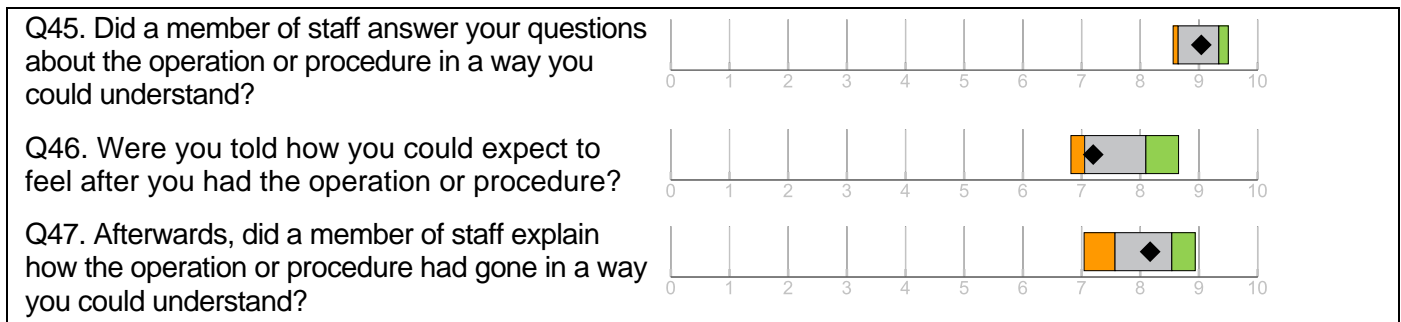 Q45. Did a member of staff answer your questions
about the operation or procedure in a way you
could understand?
0 1 2 3 4 5 6 7 8 9 10
Q46. Were you told how you could expect to
feel after you had the operation or procedure?
0 1 2 3 4 5 6 7 8 9 10
Q47. Afterwards, did a member of staff explain
how the operation or procedure had gone in a way
you could understand?
0 1 2 3 4 5 6 7 8 9 10